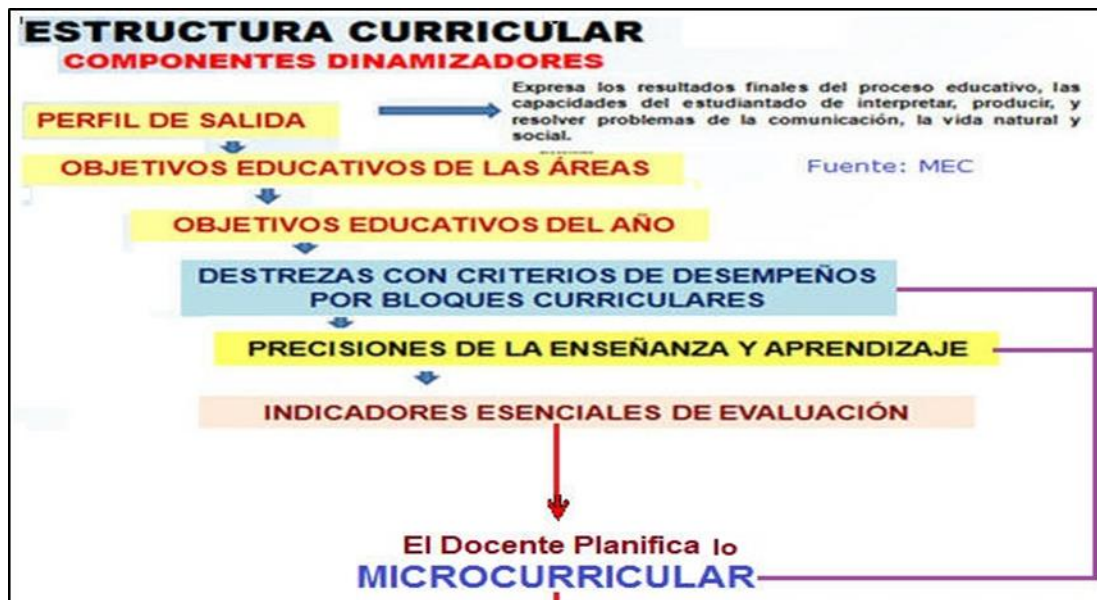 ESTRUCTURA CURRICULAR
COMPONENTES DINAMIZADORES
Expresa los resultados finales del proceso educativo, las
capacidades del estudiantado de interpretar, producir, y
resolver problemas de la comunicación, la vida natural y
social.
PERFIL DE SALIDA
OBJETIVOS EDUCATIVOS DE LAS ÁREAS
Fuente: MEC
OBJETIVOS EDUCATIVOS DEL AÑO
DESTREZAS CON CRITERIOS DE DESEMPEÑOS
POR BLOQUES CURRICULARES
PRECISIONES DE LA ENSEÑANZA Y APRENDIZAJE
INDICADORES ESENCIALES DE EVALUACIÓN
El Docente Planifica lo
MICROCURRICULAR